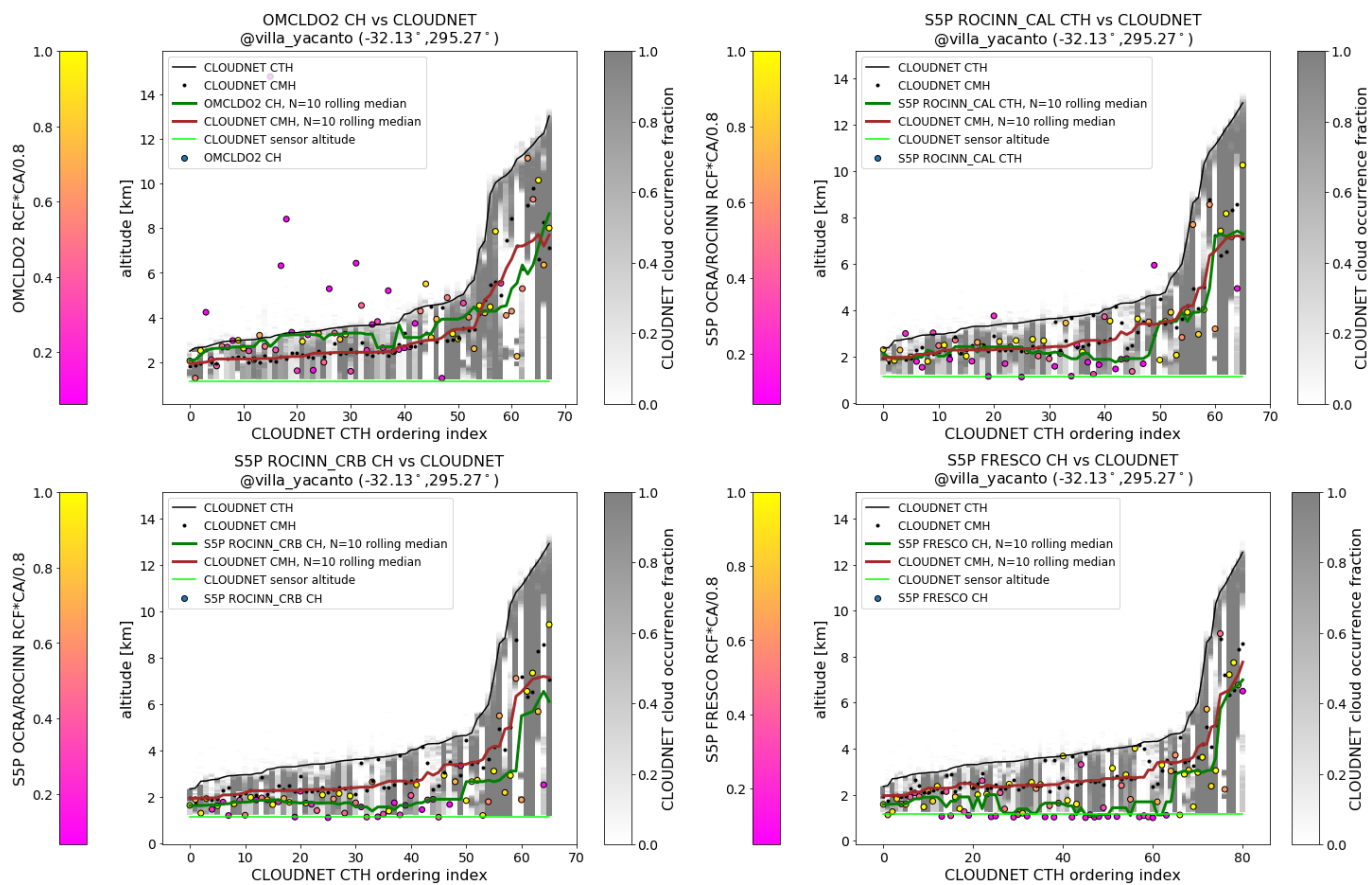 OMCLDO2 CH vs CLOUDNET
@villa_yacanto (-32.13°,295.27°)
1.0
0.8
0.6
0.4
0.2
OMCLDO2 RCF*CA/0.8
14
12
10
8
6
4
2
altitude [km]
CLOUDNET CTH
CLOUDNET CMH
OMCLDO2 CH, N=10 rolling median
CLOUDNET CMH, N=10 rolling median
CLOUDNET sensor altitude
OMCLDO2 CH
0 10 20 30 40 50 60 70
CLOUDNET CTH ordering index
1.0
0.8
0.6
0.4
0.2
0.0
CLOUDNET cloud occurrence fraction
S5P ROCINN_CAL CTH vs CLOUDNET
@villa_yacanto (-32.13°,295.27°)
1.0
0.8
0.6
0.4
0.2
S5P OCRA/ROCINN RCF*CA/0.8
14
12
10
8
6
4
2
0
altitude [km]
CLOUDNET CTH
CLOUDNET CMH
S5P ROCINN_CAL CTH, N=10 rolling median
CLOUDNET CMH, N=10 rolling median
CLOUDNET sensor altitude
S5P ROCINN_CAL CTH
0 10 20 30 40 50 60 70
CLOUDNET CTH ordering index
1.0
0.8
0.6
0.4
0.2
0.0
CLOUDNET cloud occurrence fraction
S5P ROCINN_CRB CH vs CLOUDNET
@villa_yacanto (-32.13°,295.27°)
1.0
0.8
0.6
0.4
0.2
S5P OCRA/ROCINN RCF*CA/0.8
14
12
10
8
6
4
2
0
altitude [km]
CLOUDNET CTH
CLOUDNET CMH
S5P ROCINN_CRB CH, N=10 rolling median
CLOUDNET CMH, N=10 rolling median
CLOUDNET sensor altitude
S5P ROCINN_CRB CH
0 10 20 30 40 50 60 70
CLOUDNET CTH ordering index
1.0
0.8
0.6
0.4
0.2
0.0
CLOUDNET cloud occurrence fraction
S5P FRESCO CH vs CLOUDNET
@villa_yacanto (-32.13°,295.27°)
1.0
0.8
0.6
0.4
0.2
S5P FRESCO RCF*CA/0.8
14
12
10
8
6
4
2
0
altitude [km]
CLOUDNET CTH
CLOUDNET CMH
S5P FRESCO CH, N=10 rolling median
CLOUDNET CMH, N=10 rolling median
CLOUDNET sensor altitude
S5P FRESCO CH
0 20 40 60 80
CLOUDNET CTH ordering index
1.0
0.8
0.6
0.4
0.2
0.0
CLOUDNET cloud occurrence fraction